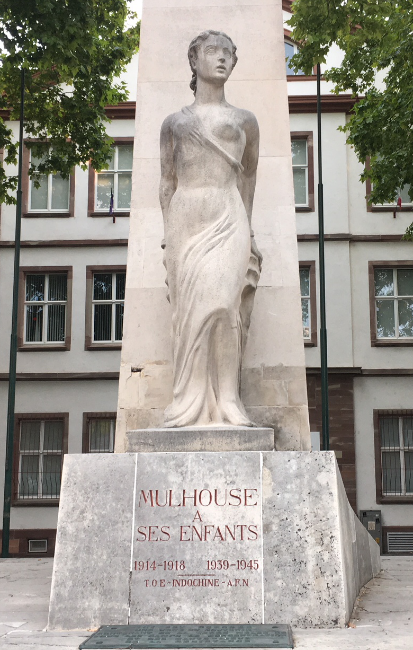 MULHOUSE
A
SES ENFANTS
1914-1918 1939-1945
T.O.E-INDOCHINE-A.F.N